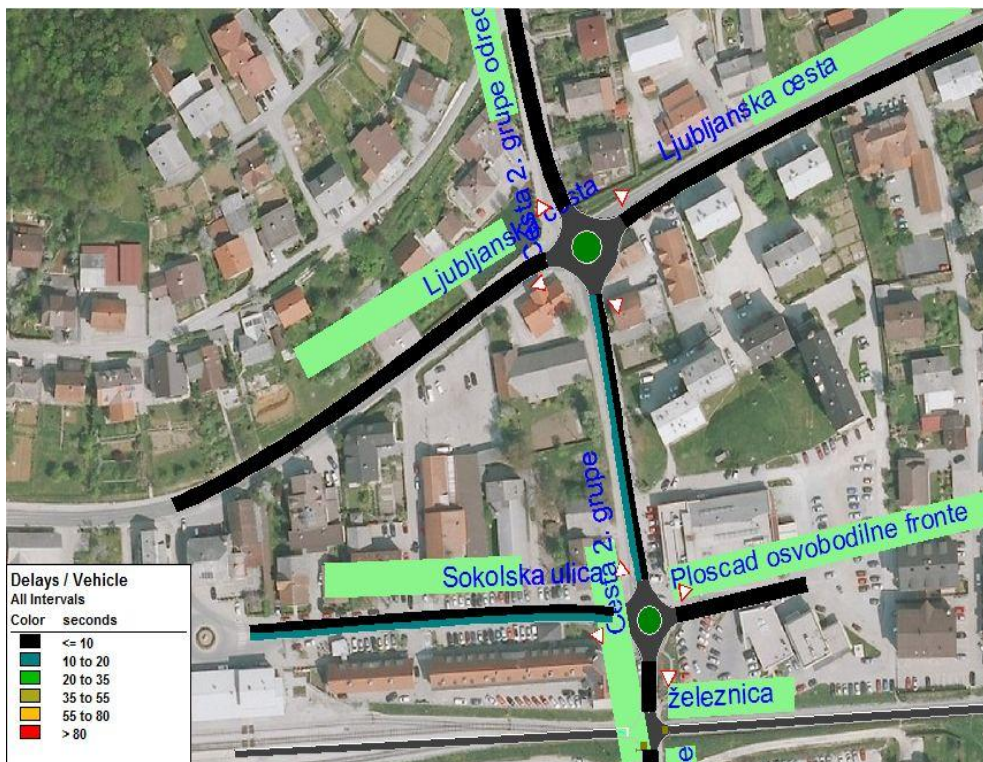 Cesta 2. grupe odred
Ljubljanska cesta
Ljubljanska cesta
Cesta 2. grupe
Sokolska ulica
Ploscad osvobodilne fronte
železnica
e
Delays / Vehicle
All Intervals
Color seconds
<= 10
10 to 20
20 to 35
35 to 55
55 to 80
> 80